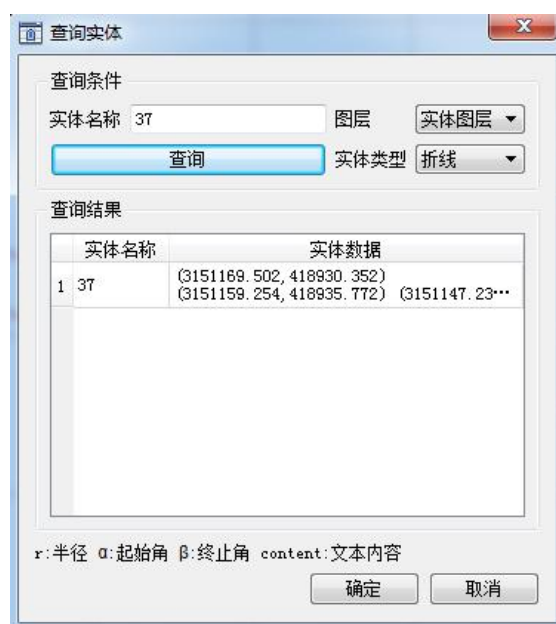 查询实体
查询条件
实体名称 37 图层 实体图层
查询 实体类型 折线
查询结果
实体名称 实体数据
1 37 (3151169.502,418930.352)
(3151159.254,418935.772) (3151147.23…
r:半径 α:起始角 β:终止角 content:文本内容
确定 取消